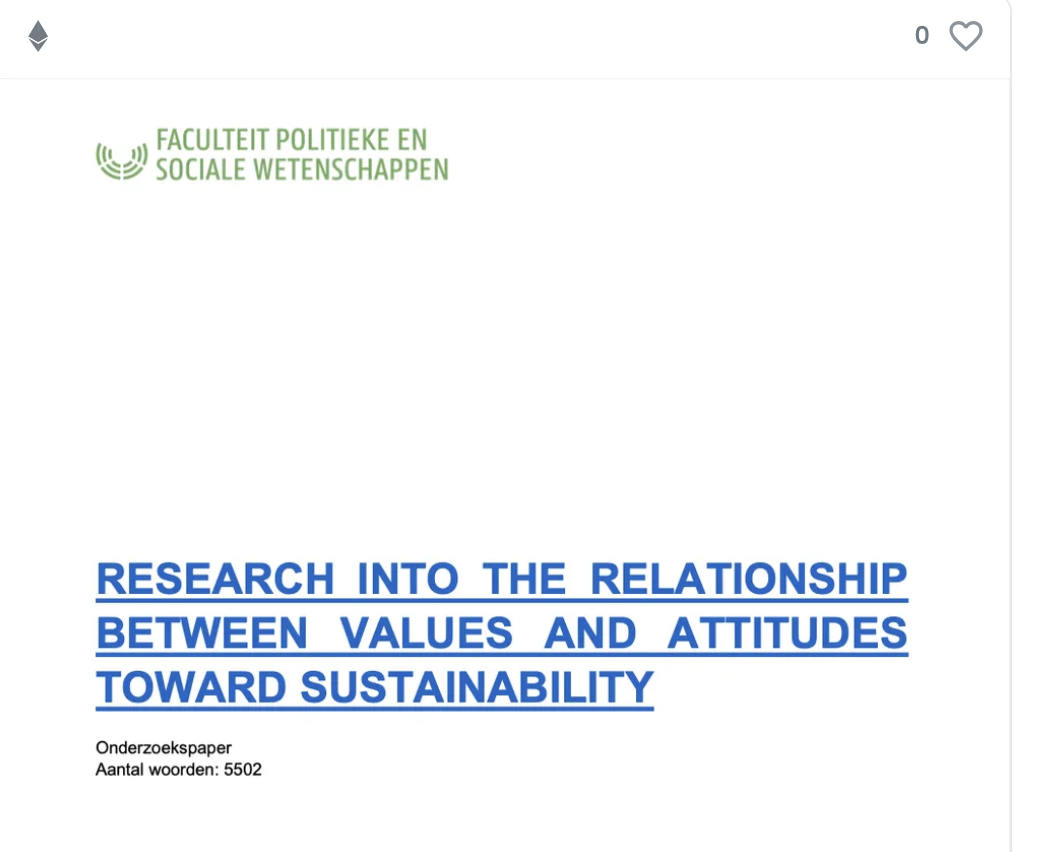 0
FACULTEIT POLITIEKE EN
SOCIALE WETENSCHAPPEN
RESEARCH INTO THE RELATIONSHIP
BETWEEN VALUES AND ATTITUDES
TOWARD SUSTAINABILITY
Onderzoekspaper
Aantal woorden: 5502